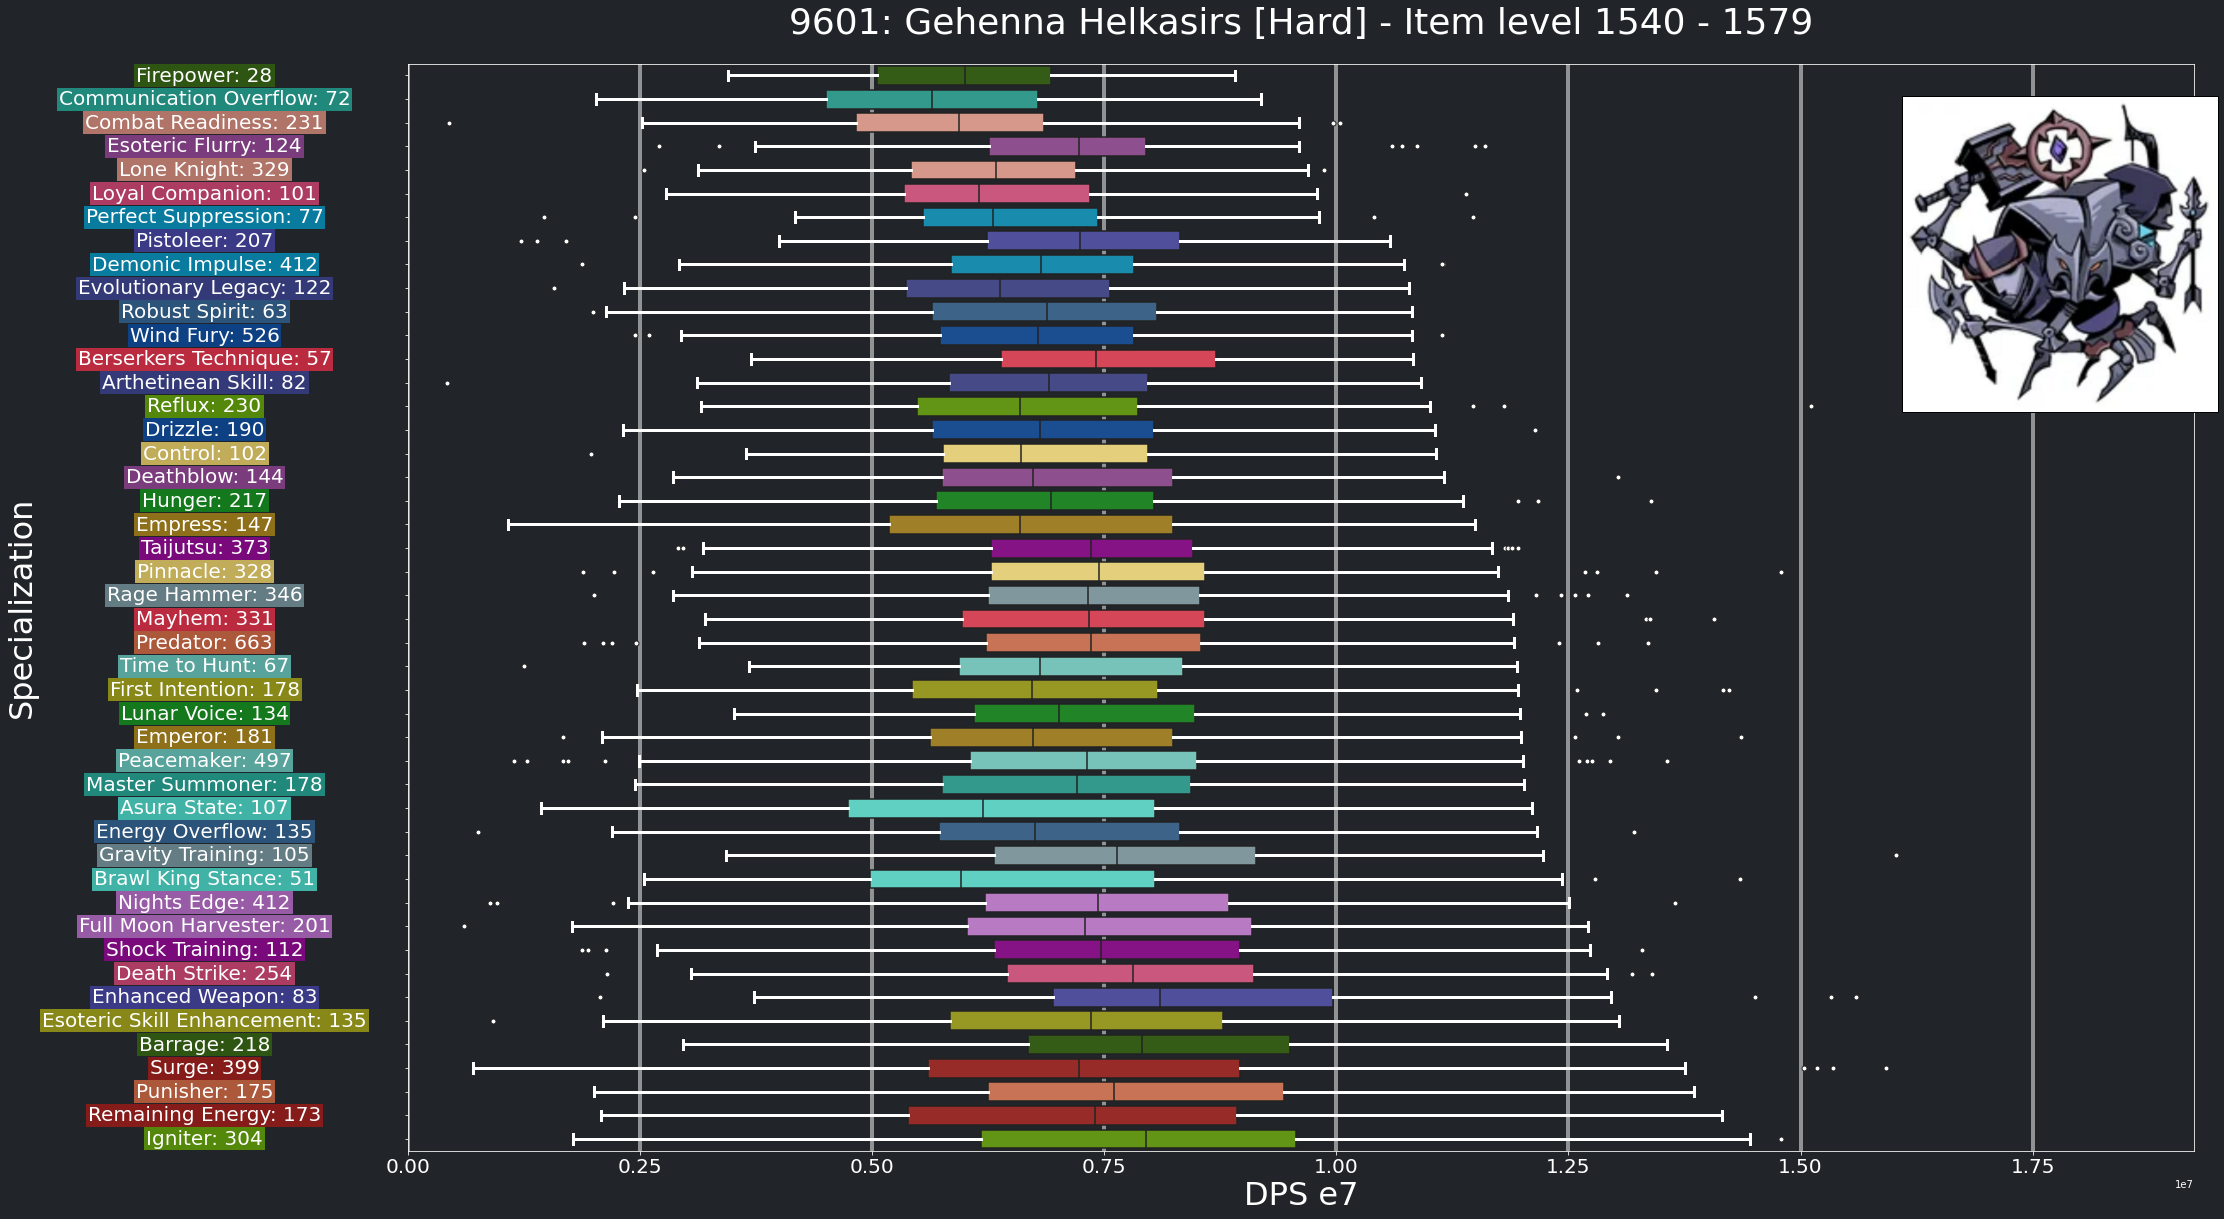 9601: Gehenna Helkasirs [Hard] - Item level 1540 - 1579
Specialization
Firepower: 28
Communication Overflow: 72
Combat Readiness: 231
Esoteric Flurry: 124
Lone Knight: 329
Loyal Companion: 101
Perfect Suppression: 77
Pistoleer: 207
Demonic Impulse: 412
Evolutionary Legacy: 122
Robust Spirit: 63
Wind Fury: 526
Berserkers Technique: 57
Arthetinean Skill: 82
Reflux: 230
Drizzle: 190
Control: 102
Deathblow: 144
Hunger: 217
Empress: 147
Taijutsu: 373
Pinnacle: 328
Rage Hammer: 346
Mayhem: 331
Predator: 663
Time to Hunt: 67
First Intention: 178
Lunar Voice: 134
Emperor: 181
Peacemaker: 497
Master Summoner: 178
Asura State: 107
Energy Overflow: 135
Gravity Training: 105
Brawl King Stance: 51
Nights Edge: 412
Full Moon Harvester: 201
Shock Training: 112
Death Strike: 254
Enhanced Weapon: 83
Esoteric Skill Enhancement: 135
Barrage: 218
Surge: 399
Punisher: 175
Remaining Energy: 173
Igniter: 304
0.00 0.25 0.50 0.75 1.00 1.25 1.50 1.75
1e7
DPS e7